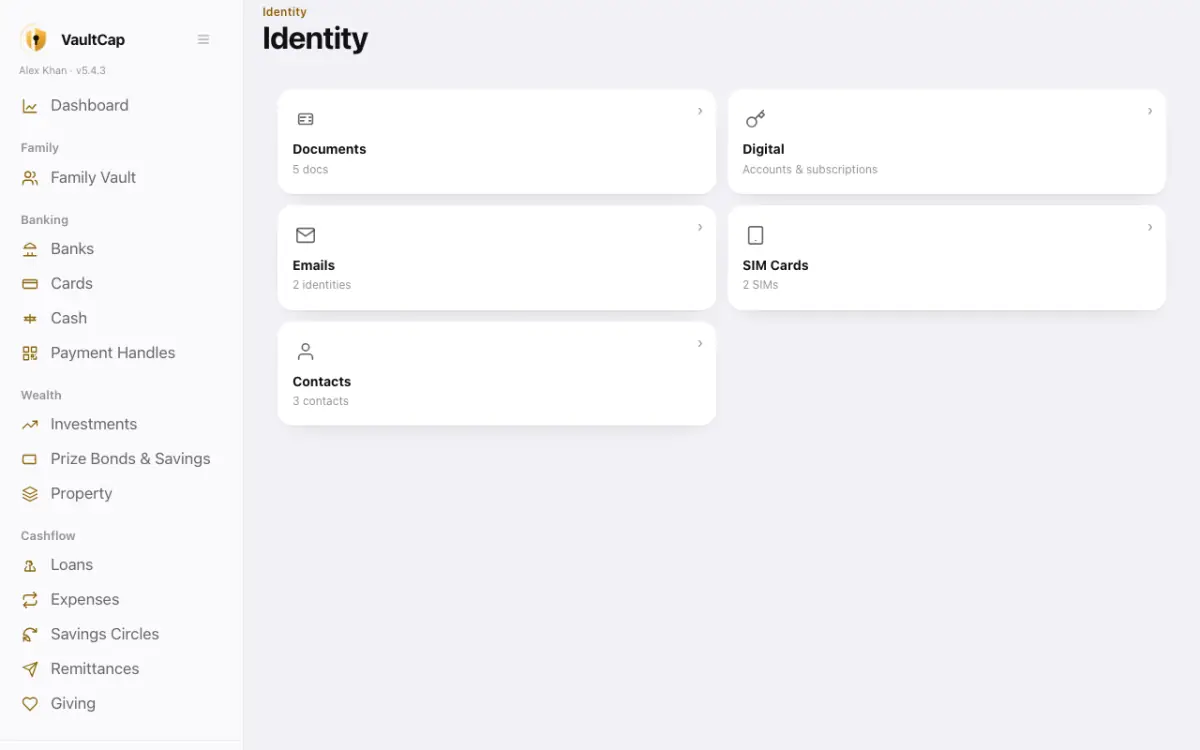 VaultCap
Alex Khan · v5.4.3
Dashboard
Family
Family Vault
Banking
Banks
Cards
Cash
Payment Handles
Wealth
Investments
Prize Bonds & Savings
Property
Cashflow
Loans
Expenses
Savings Circles
Remittances
Giving
Identity
Identity
Documents
5 docs
Digital
Accounts & subscriptions
Emails
2 identities
SIM Cards
2 SIMs
Contacts
3 contacts